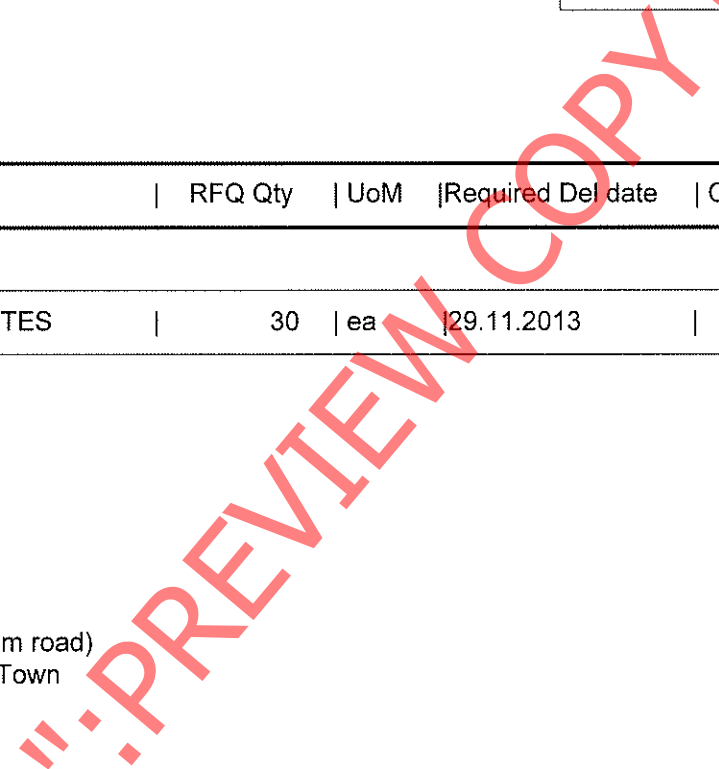 | RFQ Qty | UoM |Required Del date |
TES | 30 | ea |29.11.2013 |
m road)
Town
":PREVIEW COPY